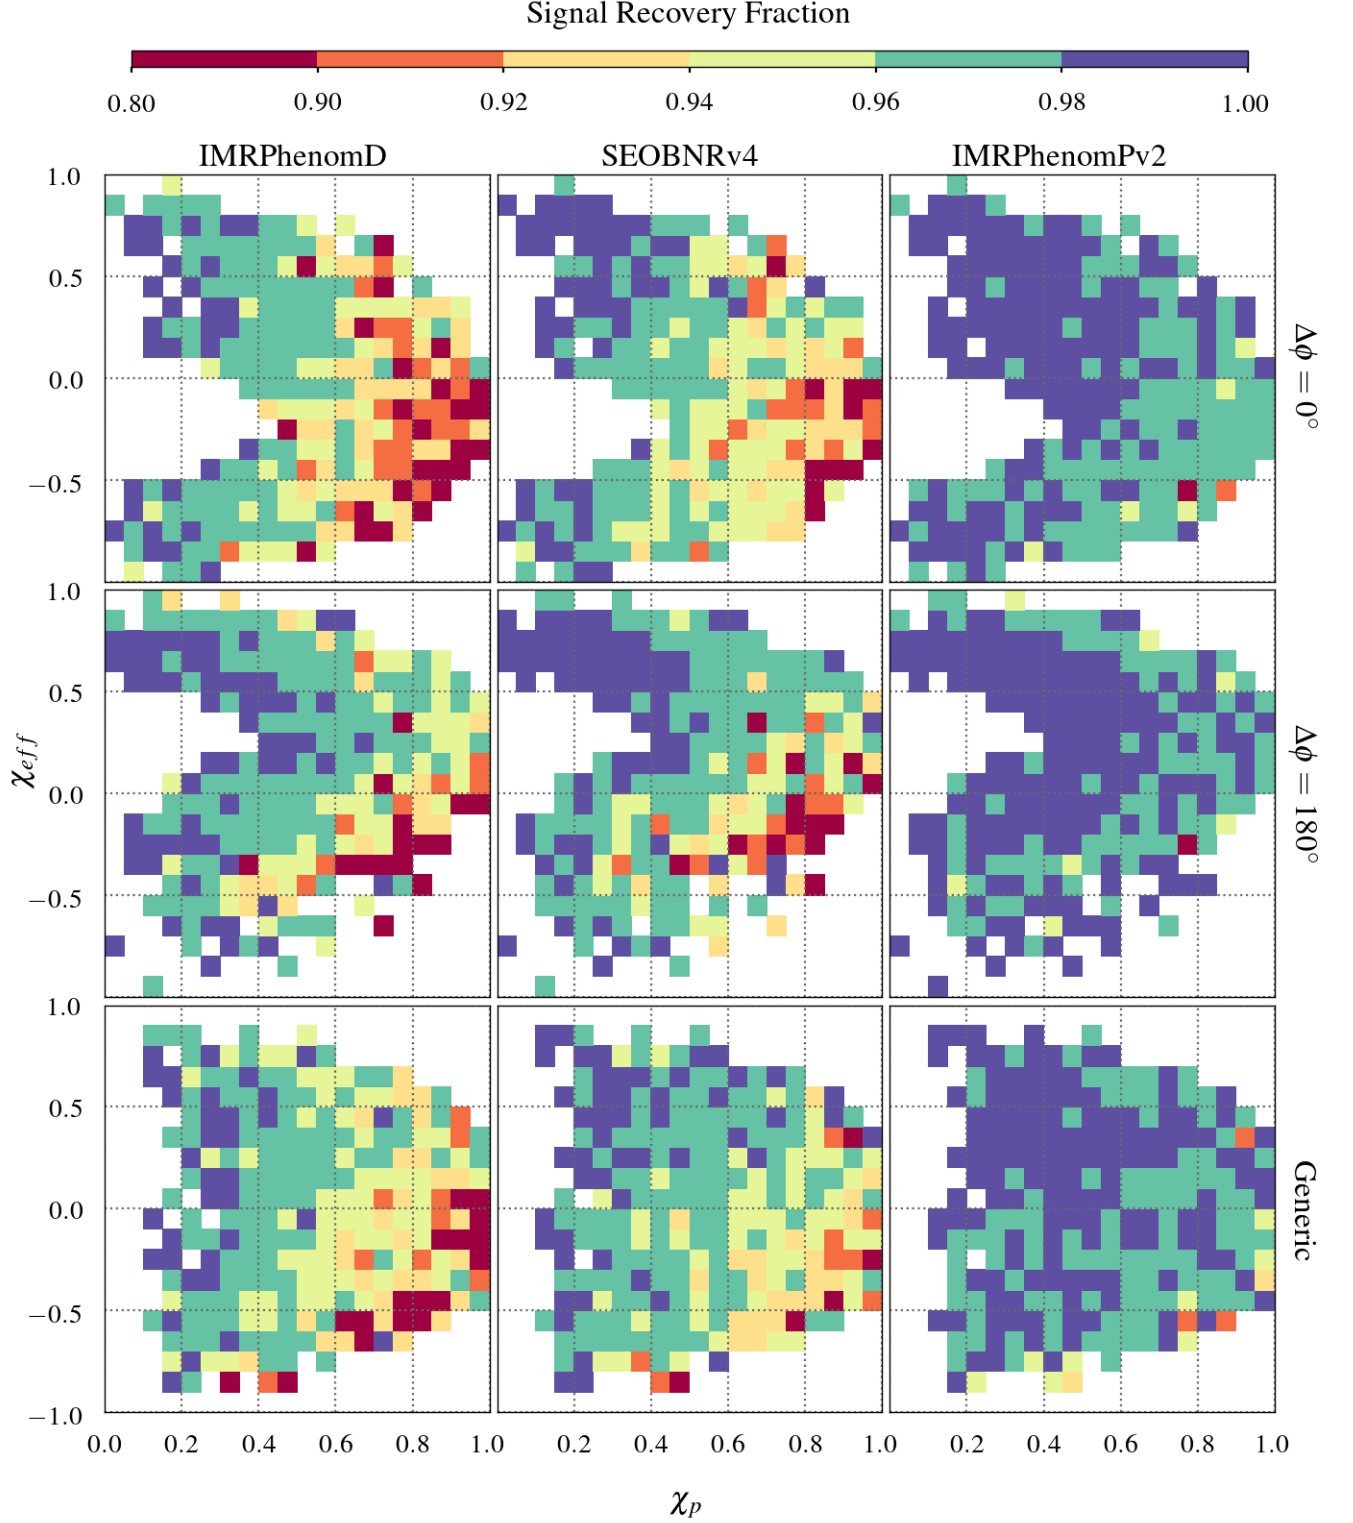 Signal Recovery Fraction
0.80 0.90 0.92 0.94 0.96 0.98 1.00
IMRPhenomD SEOBNRv4 IMRPhenomPv2
1.0
0.5
0.0
−0.5
Δϕ = 0°
1.0
0.5
0.0
−0.5
χeff
Δϕ = 180°
1.0
0.5
0.0
−0.5
−1.0
Generic
0.0 0.2 0.4 0.6 0.8 1.0 0.2 0.4 0.6 0.8 1.0 0.2 0.4 0.6 0.8 1.0
χp